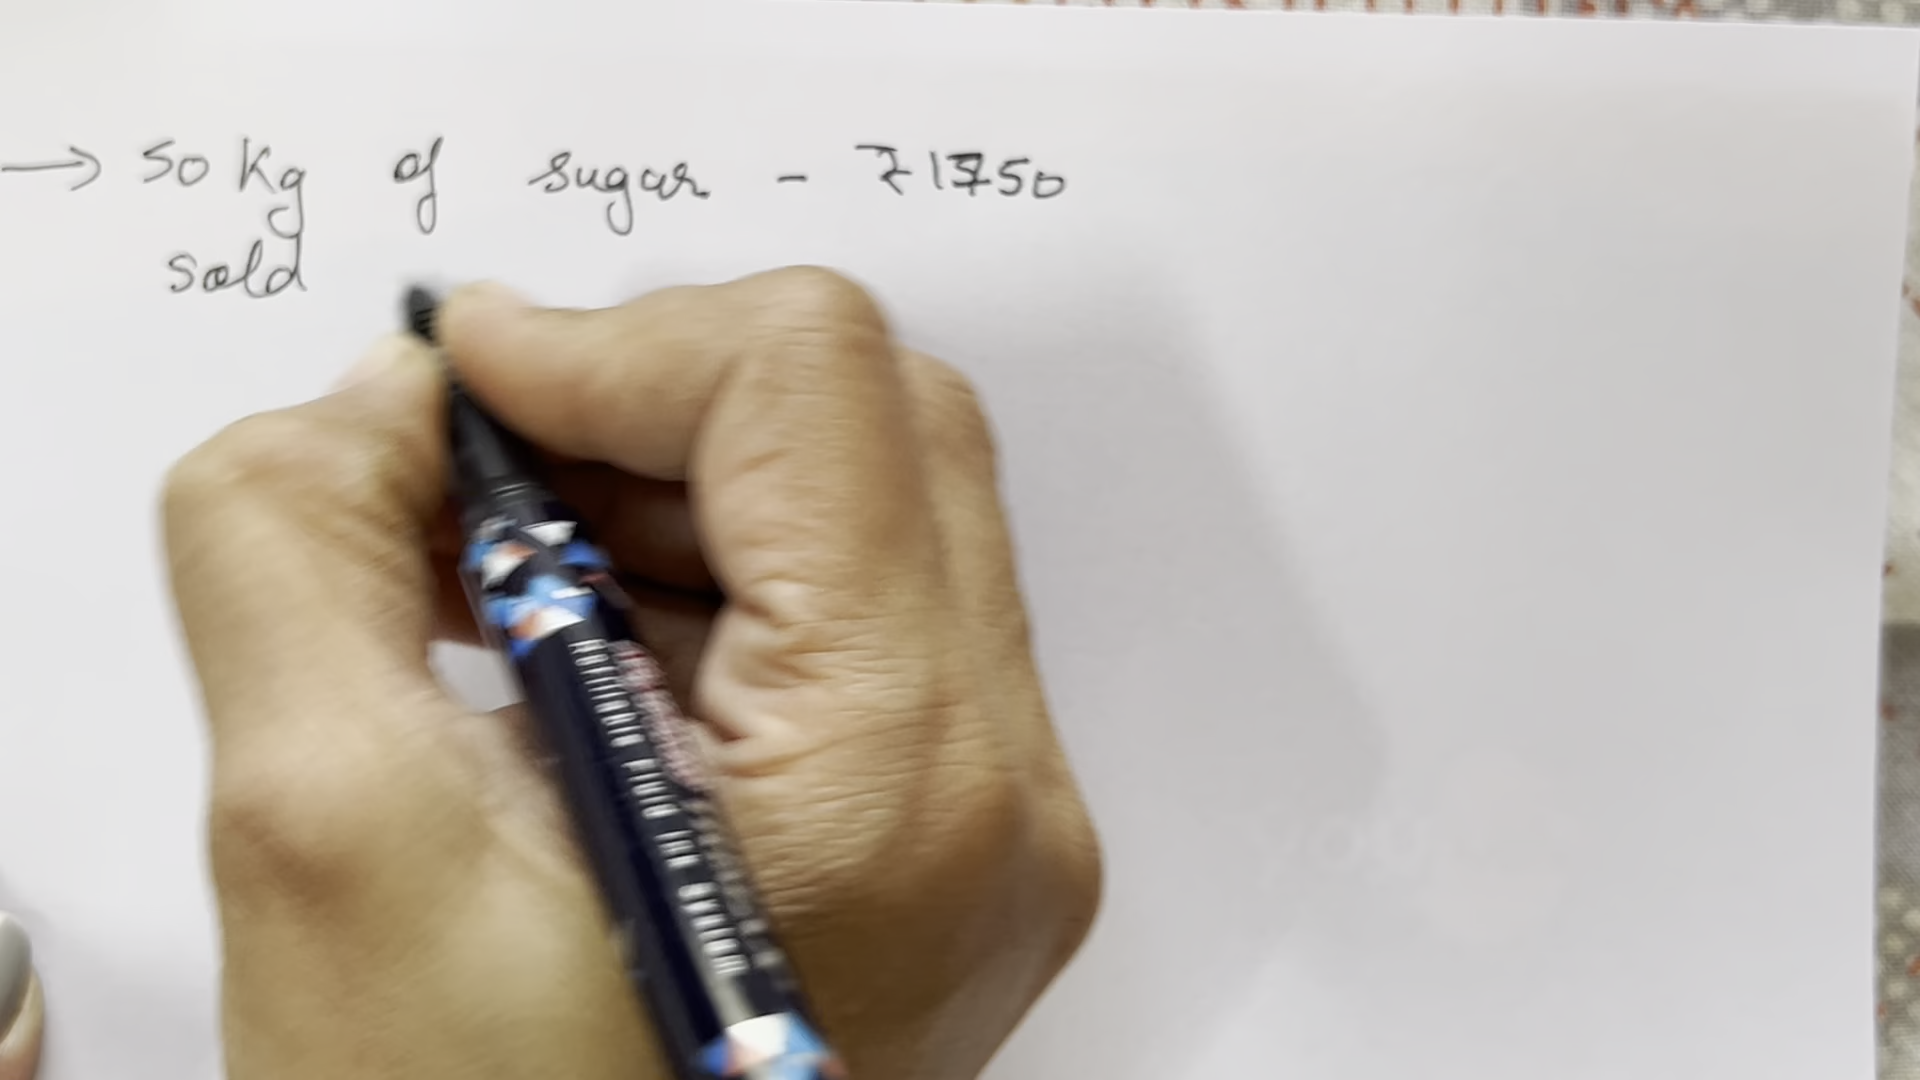 → 50 Kg of sugar - ₹1750
sold